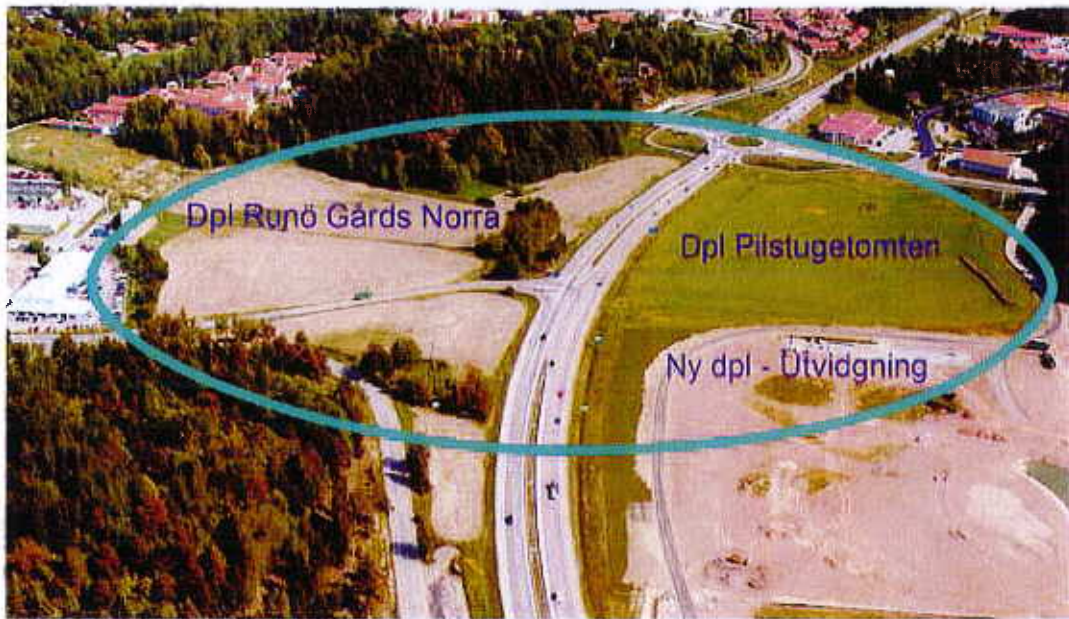 Dpl Runö Gårds Norra
Dpl Pilstugetomten
Ny dpl - Utvidgning